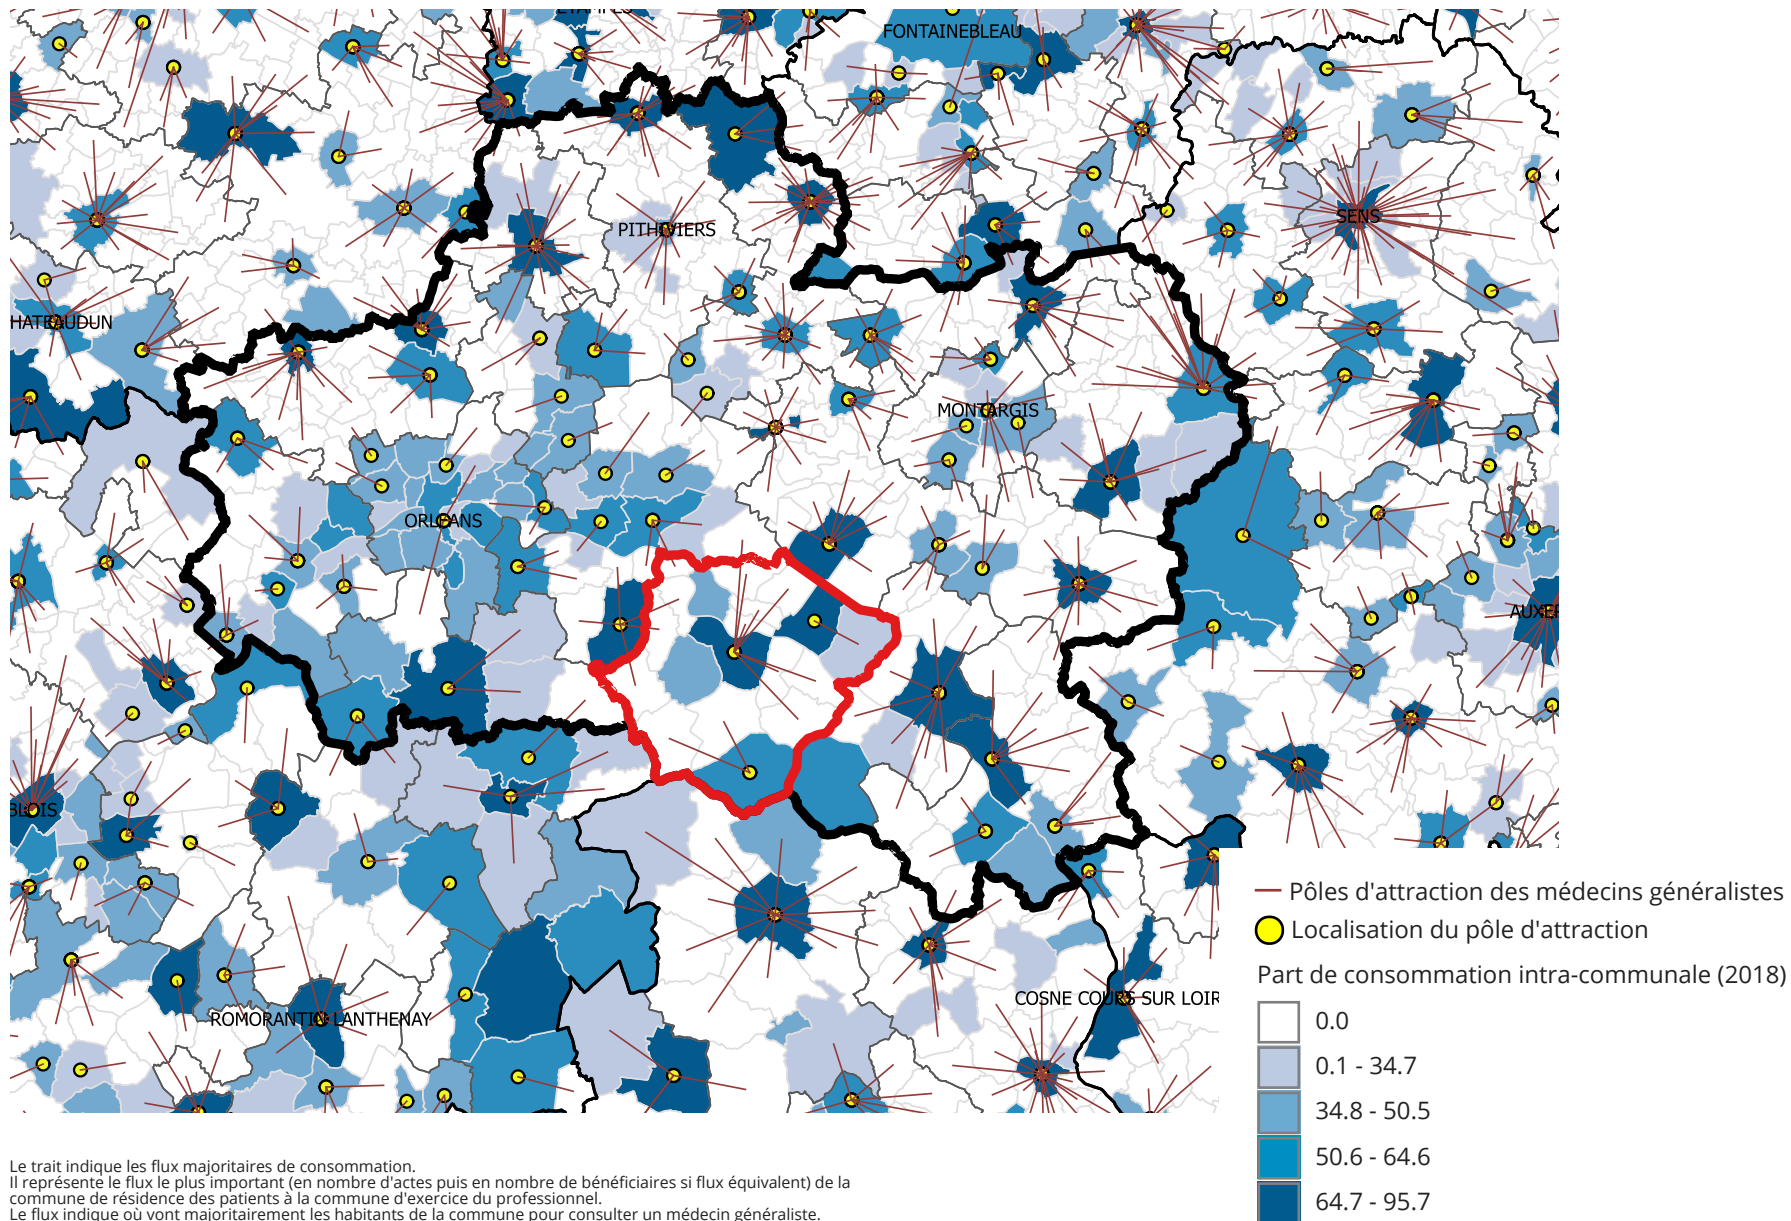 FONTAINEBLEAU
PITHIVIERS
SENS
HATEAUDUN
MONTARGIS
ORLEANS
AUXER
BLOIS
COSNE COURS SUR LOIR
ROMORANTIN LANTHENAY
Pôles d'attraction des médecins généralistes
Localisation du pôle d'attraction
Part de consommation intra-communale (2018)
0.0
0.1 - 34.7
34.8 - 50.5
50.6 - 64.6
64.7 - 95.7
Le trait indique les flux majoritaires de consommation.
Il représente le flux le plus important (en nombre d'actes puis en nombre de bénéficiaires si flux équivalent) de la
commune de résidence des patients à la commune d'exercice du professionnel.
Le flux indique où vont majoritairement les habitants de la commune pour consulter un médecin généraliste.